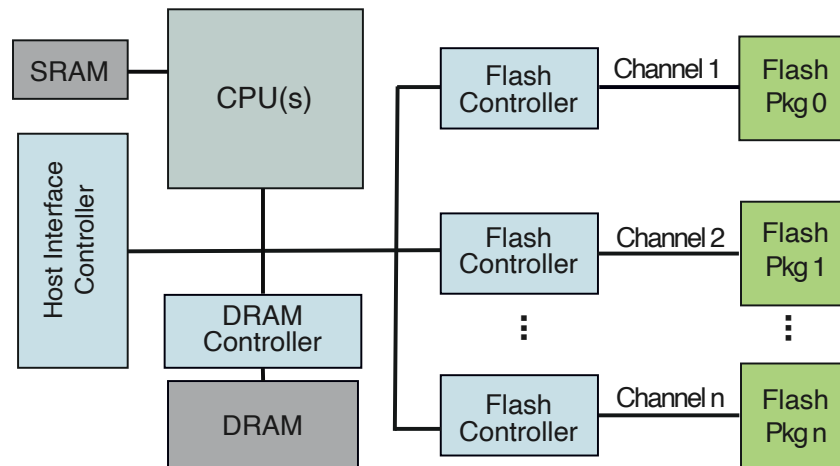 SRAM
CPU(s)
Host Interface
Controller
DRAM
Controller
DRAM
Flash
Controller
Channel 1
Flash
Pkg 0
Flash
Controller
Channel 2
Flash
Pkg 1
Flash
Controller
Channel n
Flash
Pkg n